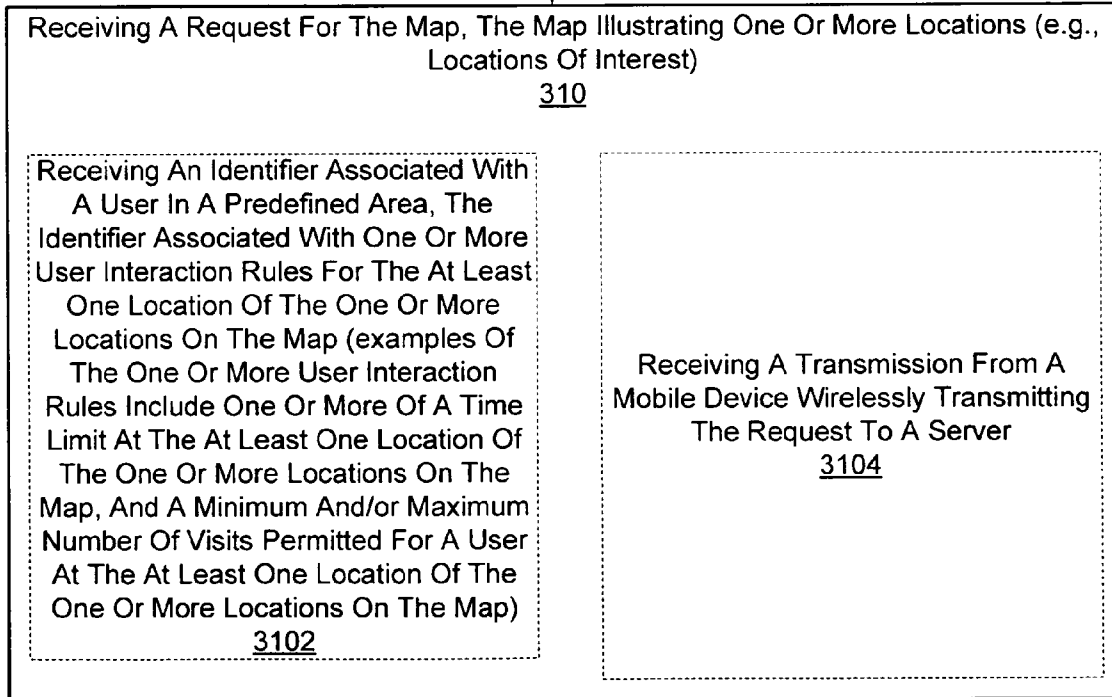 Receiving A Request For The Map, The Map Illustrating One Or More Locations (e.g.,
Locations Of Interest)
310
Receiving An Identifier Associated With
A User In A Predefined Area, The
Identifier Associated With One Or More
User Interaction Rules For The At Least
One Location Of The One Or More
Locations On The Map (examples Of
The One Or More User Interaction
Rules Include One Or More Of A Time
Limit At The At Least One Location Of
The One Or More Locations On The
Map, And A Minimum And/or Maximum
Number Of Visits Permitted For A User
At The At Least One Location Of The
One Or More Locations On The Map)
3102
Receiving A Transmission From A
Mobile Device Wirelessly Transmitting
The Request To A Server
3104